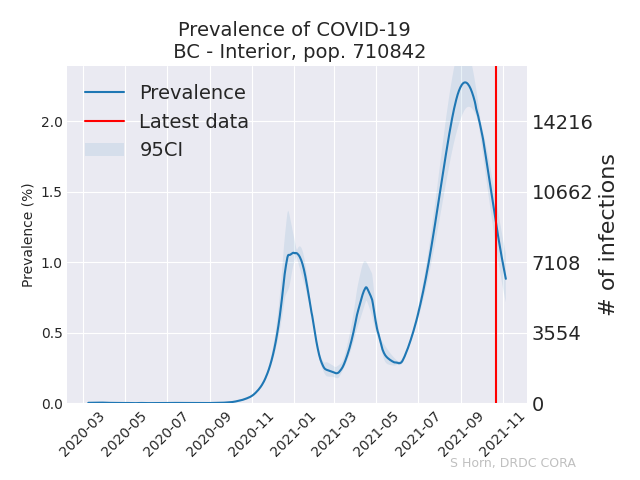 Prevalence of COVID-19
BC - Interior, pop. 710842
Prevalence
Latest data
95CI
Prevalence (%)
2.0
1.5
1.0
0.5
0.0
14216
10662
7108
3554
0
# of infections
2020-03
2020-05
2020-07
2020-09
2020-11
2021-01
2021-03
2021-05
2021-07
2021-09
2021-11
S Horn, DRDC CORA